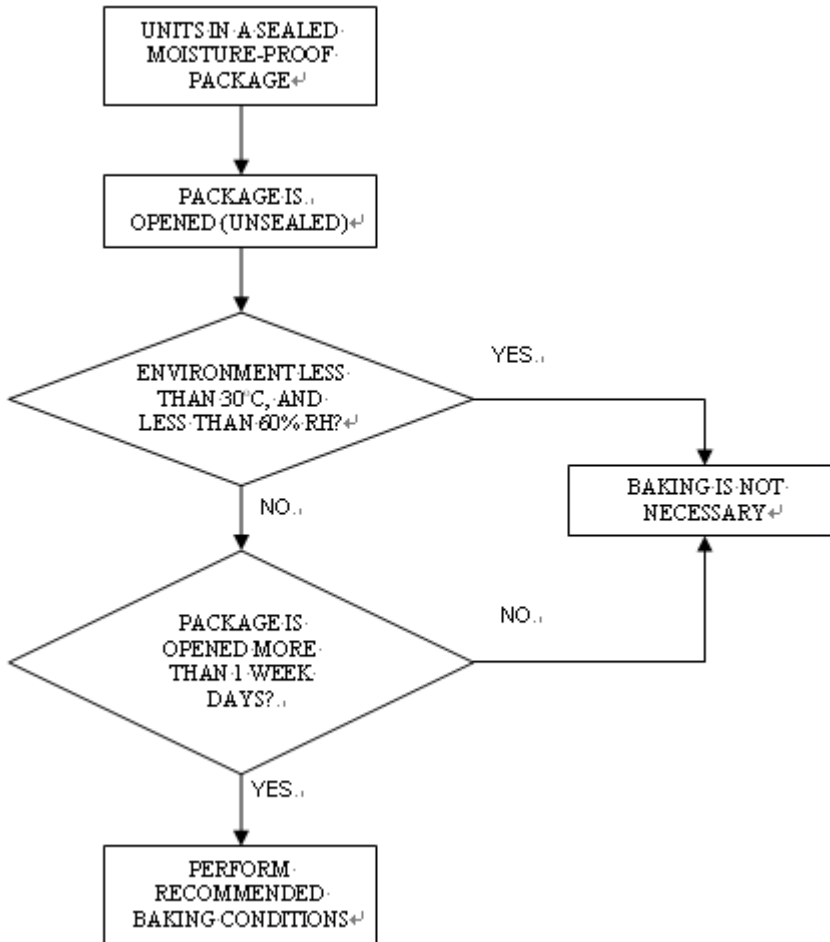 UNITS IN A SEALED
MOISTURE-PROOF
PACKAGE
PACKAGE IS
OPENED (UNSEALED)
ENVIRONMENT LESS
THAN 30°C, AND
LESS THAN 60% RH?
YES
BAKING IS NOT
NECESSARY
NO
PACKAGE IS
OPENED MORE
THAN 1 WEEK
DAYS?
NO
YES
PERFORM
RECOMMENDED
BAKING CONDITIONS